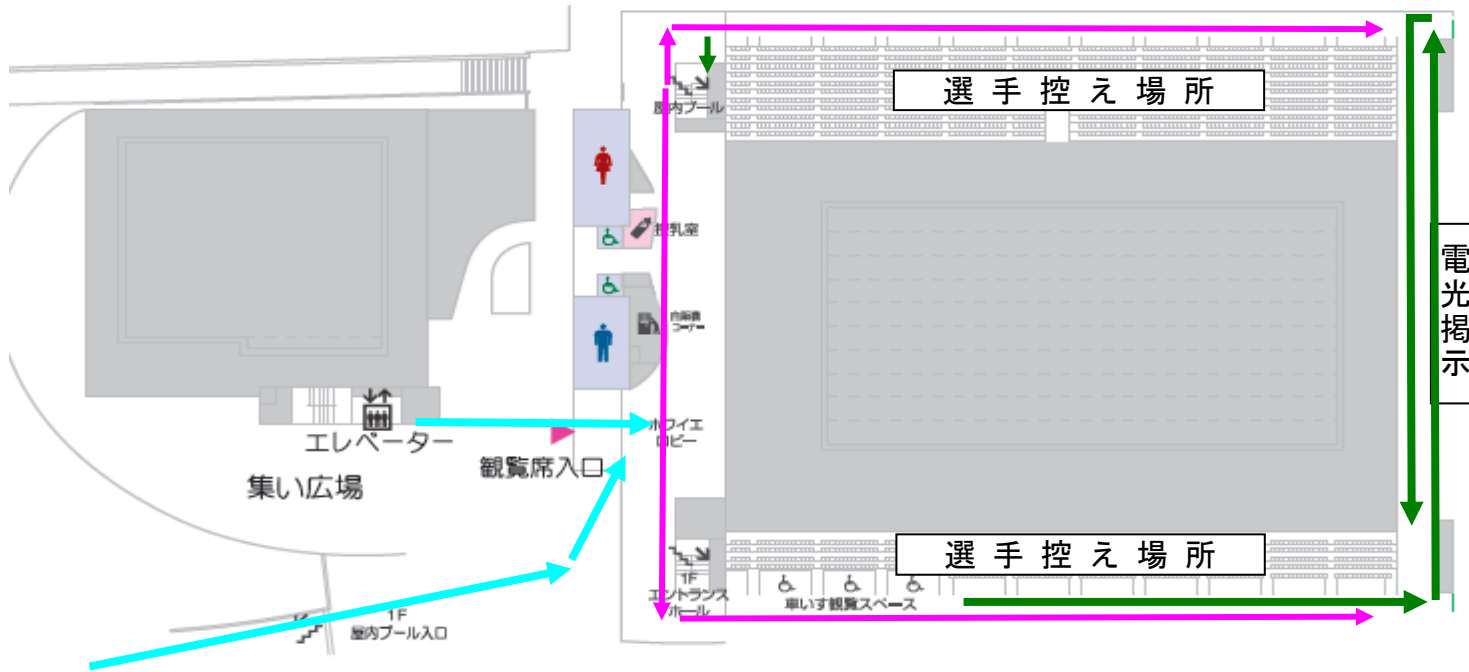 選手控え場所
屋内プール
授乳室
電光掲示
自販機
コーナー
エレベーター
ホワイエ
ロビー
観覧席入口
集い広場
選手控え場所
1F
エントランス
ホール
車いす観覧スペース
1F
屋内プール入口